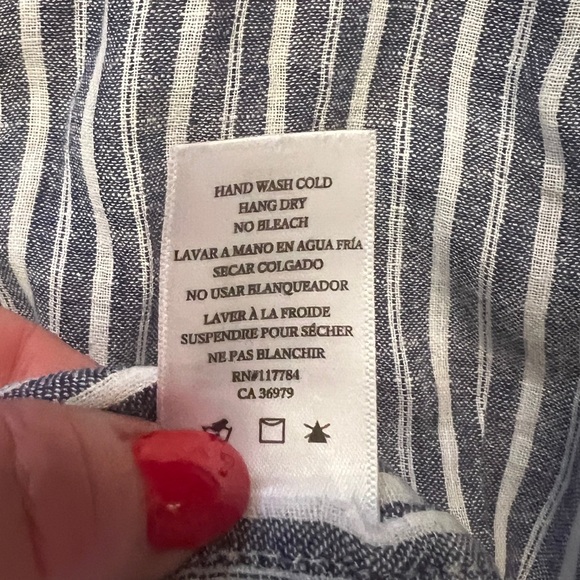 HAND WASH COLD
HANG DRY
NO BLEACH
LAVAR A MANO EN AGUA FRÍA
SECAR COLGADO
NO USAR BLANQUEADOR
LAVER À LA FROIDE
SUSPENDRE POUR SÉCHER
NE PAS BLANCHIR
RN#117784
CA 36979